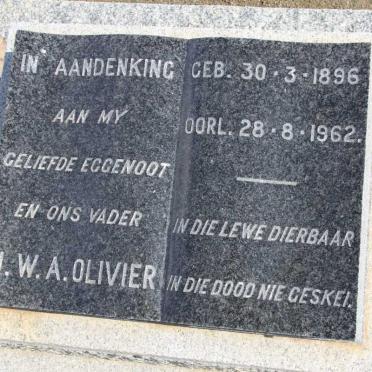 IN AANDENKING
AAN MY
GELIEFDE EGGENOOT
EN ONS VADER
W.A. OLIVIER
GEB. 30·3·1896
OORL. 28·8·1962.
IN DIE LEWE DIERBAAR
IN DIE DOOD NIE GESKEI.